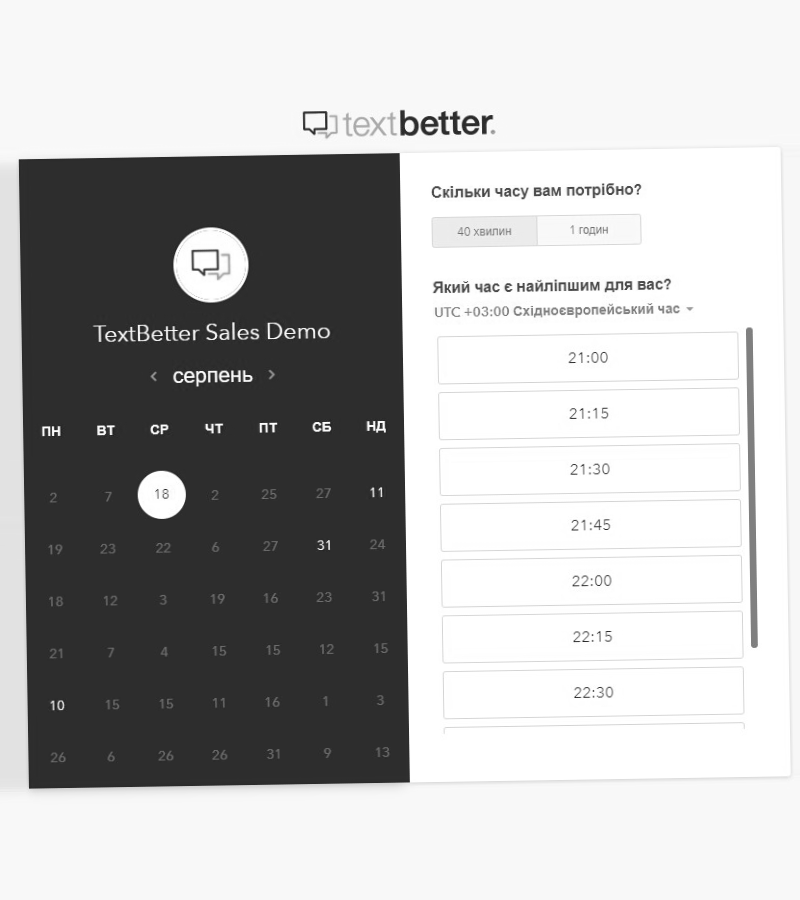 textbetter.
TextBetter Sales Demo
серпень
ПН ВТ СР ЧТ ПТ СБ НД
2 7 18 2 25 27 11
19 23 22 6 27 31 24
18 12 3 19 16 23 31
21 7 4 15 15 12 15
10 15 15 11 16 1 3
26 6 26 26 31 9 13
Скільки часу вам потрібно?
40 хвилин 1 годин
Який час є найліпшим для вас?
UTC +03:00 Східноєвропейський час
21:00
21:15
21:30
21:45
22:00
22:15
22:30